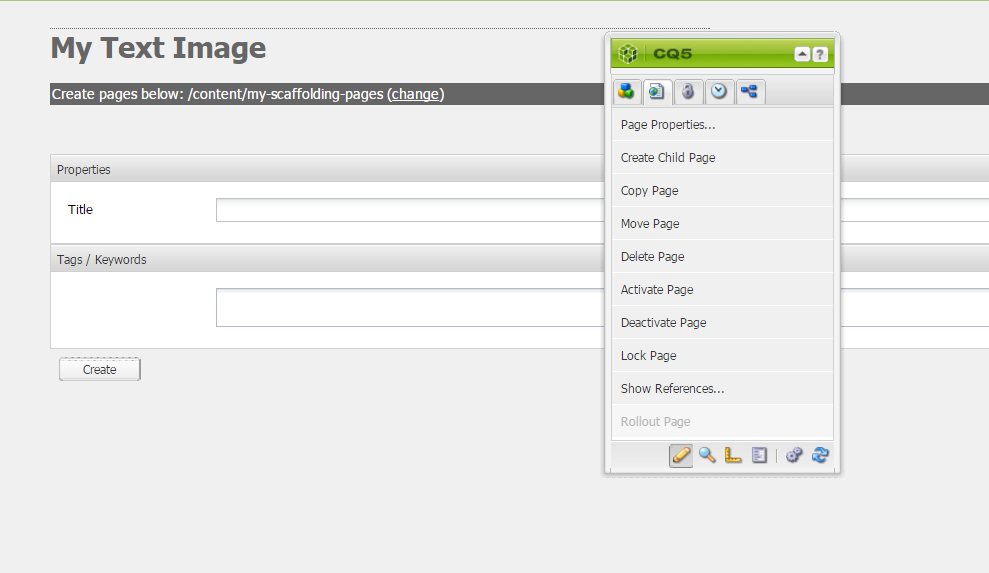 My Text Image
Create pages below: /content/my-scaffolding-pages (change)
Properties
Title
Tags / Keywords
Create
CQ5
?
Page Properties...
Create Child Page
Copy Page
Move Page
Delete Page
Activate Page
Deactivate Page
Lock Page
Show References...
Rollout Page